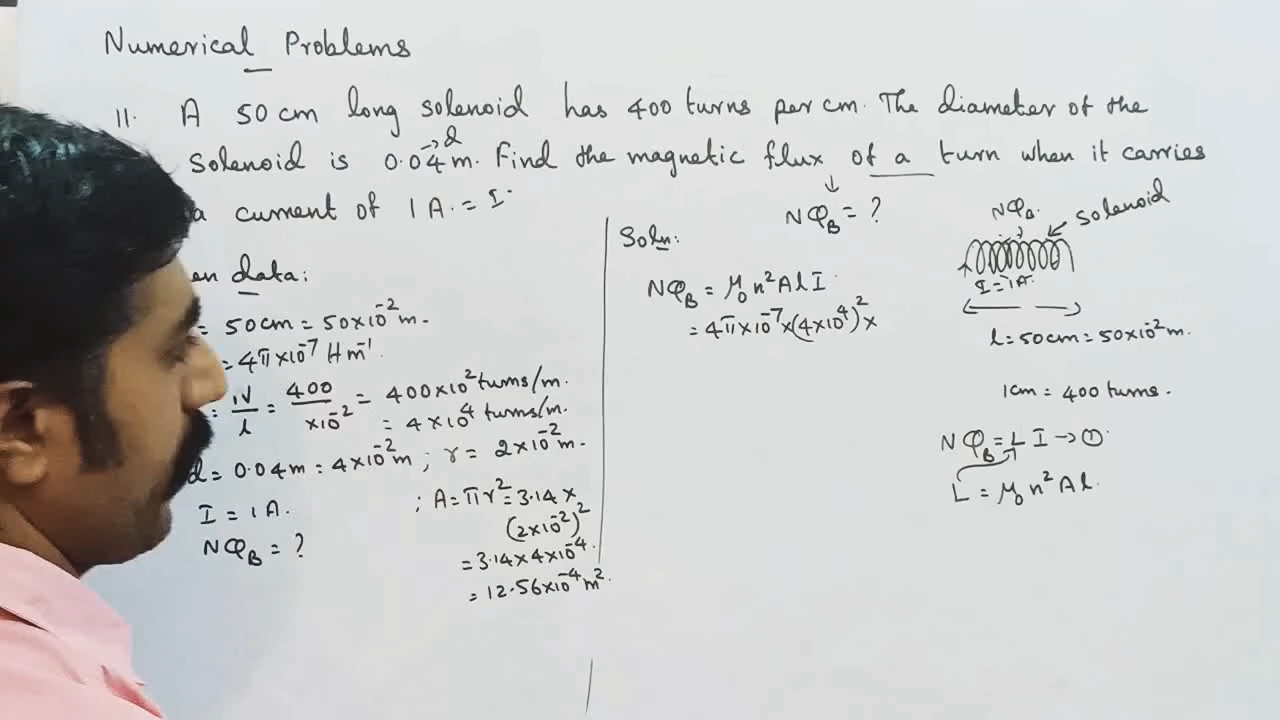 Numerical Problems
11. A 50 cm long solenoid has 400 turns per cm. The diameter of the
→d
solenoid is 0.04 m. Find the magnetic flux of a turn when it carries
a current of 1 A. = I.
NΦB = ?
en data:
= 50cm = 50×10⁻² m.
= 4π×10⁻⁷ Hm⁻¹
= N/l = 400/×10⁻² = 400×10² turns/m.
= 4×10⁴ turns/m.
d = 0.04m = 4×10⁻² m ; r = 2×10⁻² m.
I = 1A.
; A = πr² = 3.14 ×
(2×10⁻²)²
NΦB = ?
= 3.14×4×10⁻⁴.
= 12.56×10⁻⁴ m².
Soln:
NΦB = μ₀ n² A l I
= 4π×10⁻⁷×(4×10⁴)²×
NΦB.
solenoid
I = 1A.
l = 50cm = 50×10⁻² m.
1cm = 400 turns.
NΦB = L I → ①
L = μ₀ n² A l.